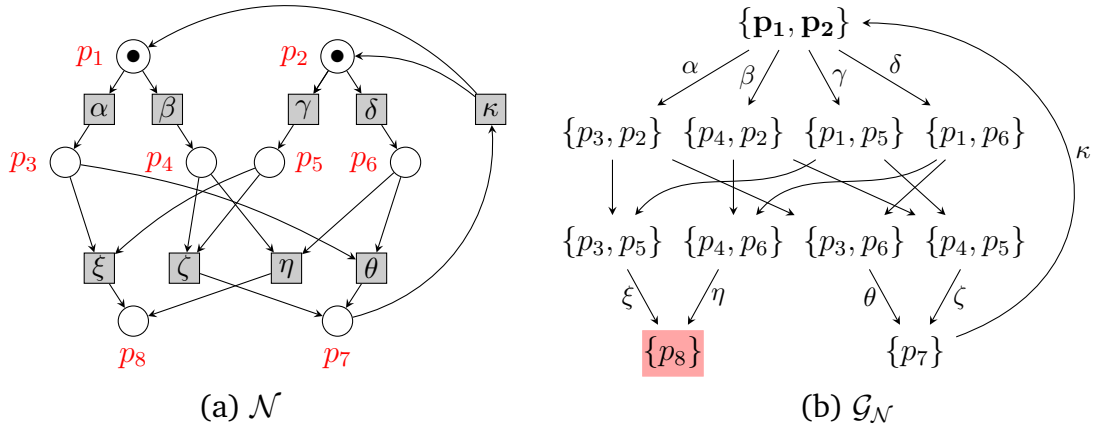 p₁ p₂
α β γ δ κ
p₃ p₄ p₅ p₆
ξ ζ η θ
p₈ p₇
(a) 𝒩
{p₁, p₂}
α β γ δ
{p₃, p₂} {p₄, p₂} {p₁, p₅} {p₁, p₆}
κ
{p₃, p₅} {p₄, p₆} {p₃, p₆} {p₄, p₅}
ξ η θ ζ
{p₈} {p₇}
(b) 𝒢_𝒩